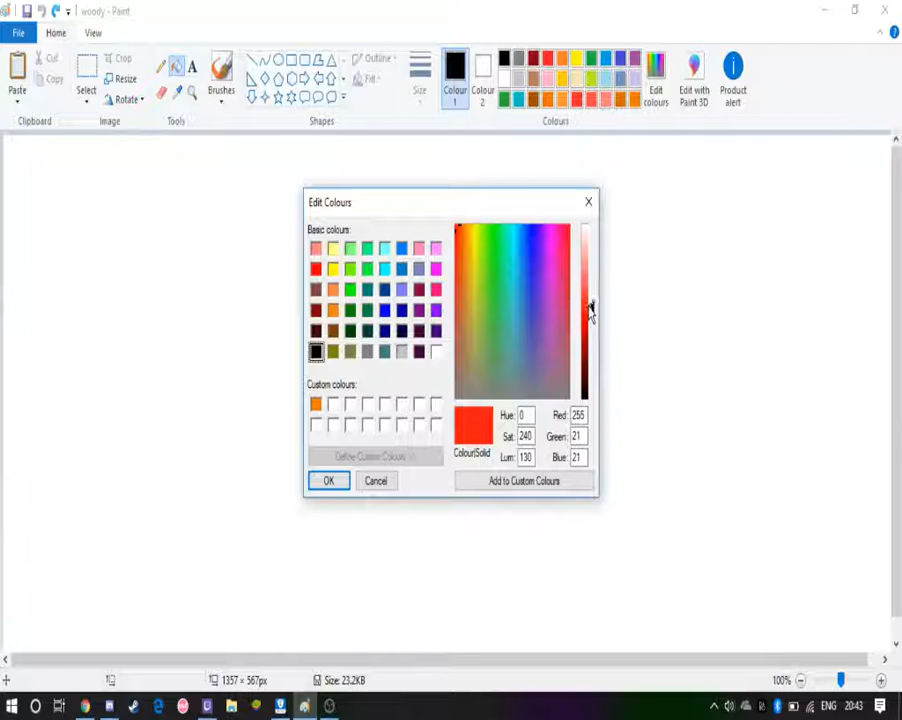 woody - Paint
File Home View
Cut
Copy
Paste
Clipboard
Crop
Resize
Rotate
Select
Image
A
Tools
Brushes
Outline
Fill
Shapes
Size
Colour 1
Colour 2
Edit colours
Edit with Paint 3D
Product alert
Colours
Edit Colours
Basic colours:
Custom colours:
Define Custom Colours >>
OK Cancel
Hue: 0 Red: 255
Sat: 240 Green: 21
Colour|Solid Lum: 130 Blue: 21
Add to Custom Colours
1357 × 567px Size: 23.2KB 100%
ENG 20:43